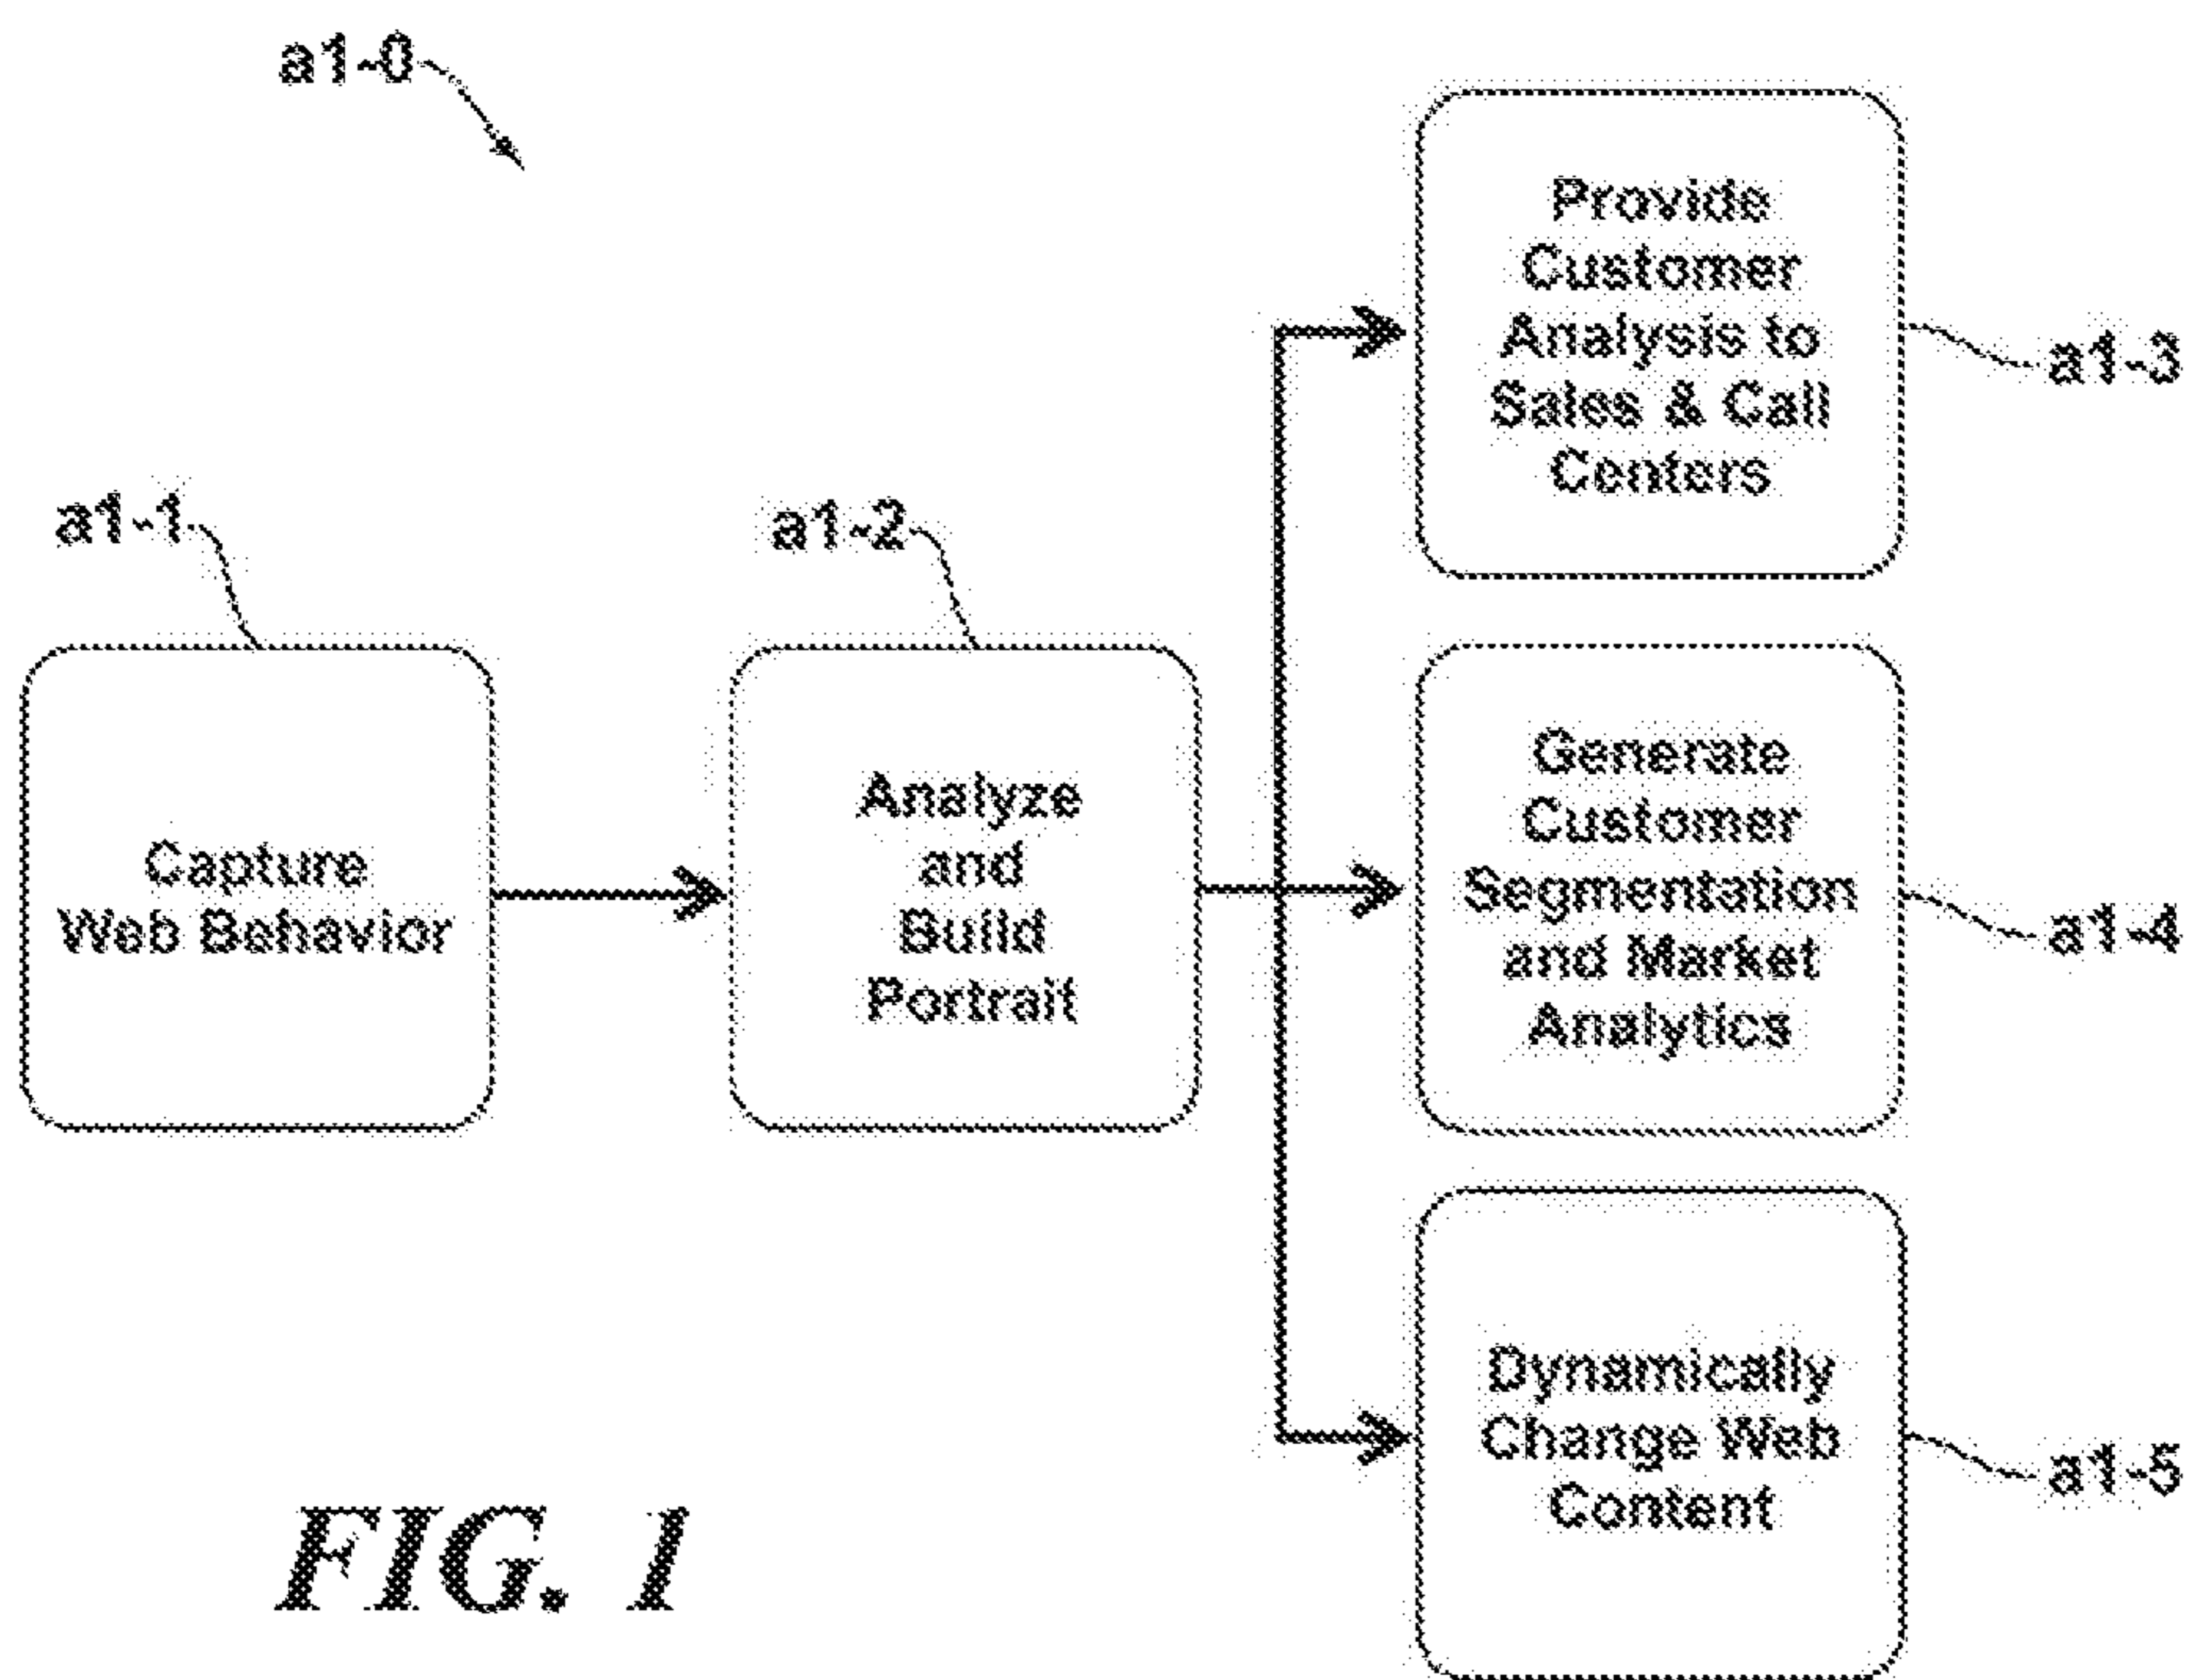 a1-0
a1-1
Capture
Web Behavior
a1-2
Analyze
and
Build
Portrait
Provide
Customer
Analysis to
Sales & Call
Centers
a1-3
Generate
Customer
Segmentation
and Market
Analytics
a1-4
Dynamically
Change Web
Content
a1-5
FIG. 1